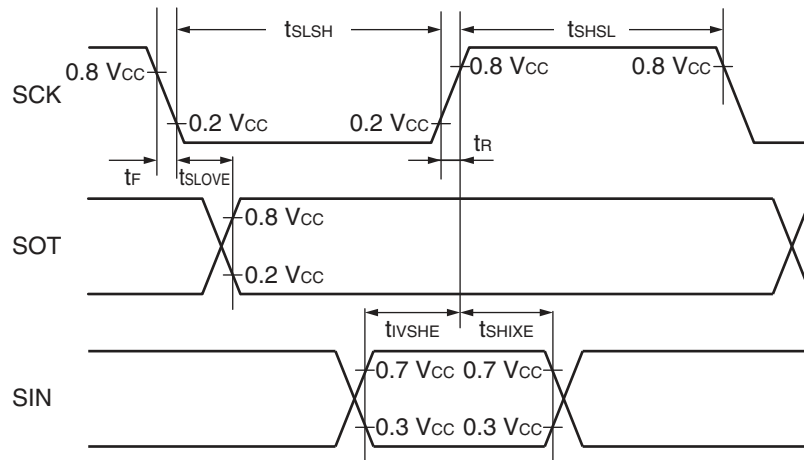 tSLSH tSHSL
SCK 0.8 VCC 0.8 VCC 0.8 VCC
0.2 VCC 0.2 VCC
tF tSLOVE tR
SOT 0.8 VCC
0.2 VCC
tIVSHE tSHIXE
SIN 0.7 VCC 0.7 VCC
0.3 VCC 0.3 VCC